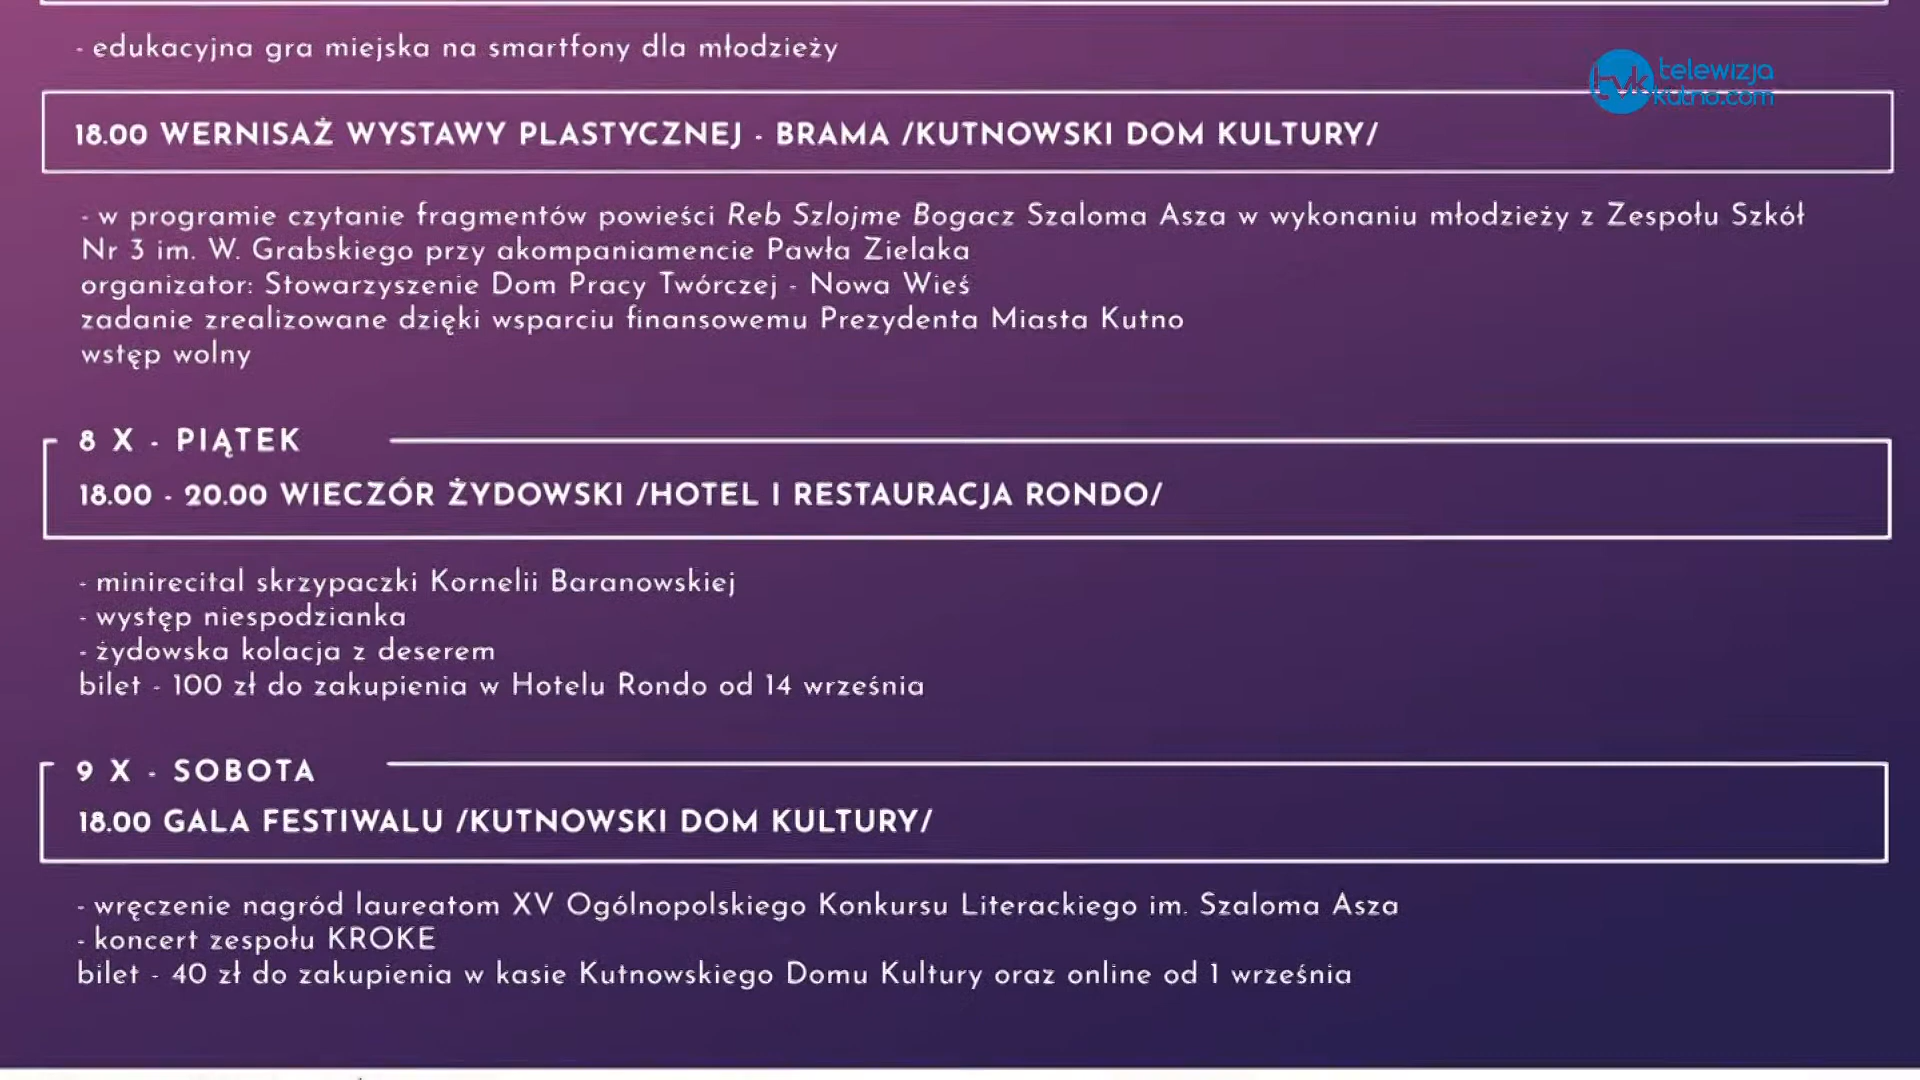 - edukacyjna gra miejska na smartfony dla młodzieży
tvk telewizja
kutno.com
18.00 WERNISAŻ WYSTAWY PLASTYCZNEJ - BRAMA /KUTNOWSKI DOM KULTURY/
- w programie czytanie fragmentów powieści Reb Szlojme Bogacz Szaloma Asza w wykonaniu młodzieży z Zespołu Szkół
Nr 3 im. W. Grabskiego przy akompaniamencie Pawła Zielaka
organizator: Stowarzyszenie Dom Pracy Twórczej - Nowa Wieś
zadanie zrealizowane dzięki wsparciu finansowemu Prezydenta Miasta Kutno
wstęp wolny
8 X - PIĄTEK
18.00 - 20.00 WIECZÓR ŻYDOWSKI /HOTEL I RESTAURACJA RONDO/
- minirecital skrzypaczki Kornelii Baranowskiej
- występ niespodzianka
- żydowska kolacja z deserem
bilet - 100 zł do zakupienia w Hotelu Rondo od 14 września
9 X - SOBOTA
18.00 GALA FESTIWALU /KUTNOWSKI DOM KULTURY/
- wręczenie nagród laureatom XV Ogólnopolskiego Konkursu Literackiego im. Szaloma Asza
- koncert zespołu KROKE
bilet - 40 zł do zakupienia w kasie Kutnowskiego Domu Kultury oraz online od 1 września